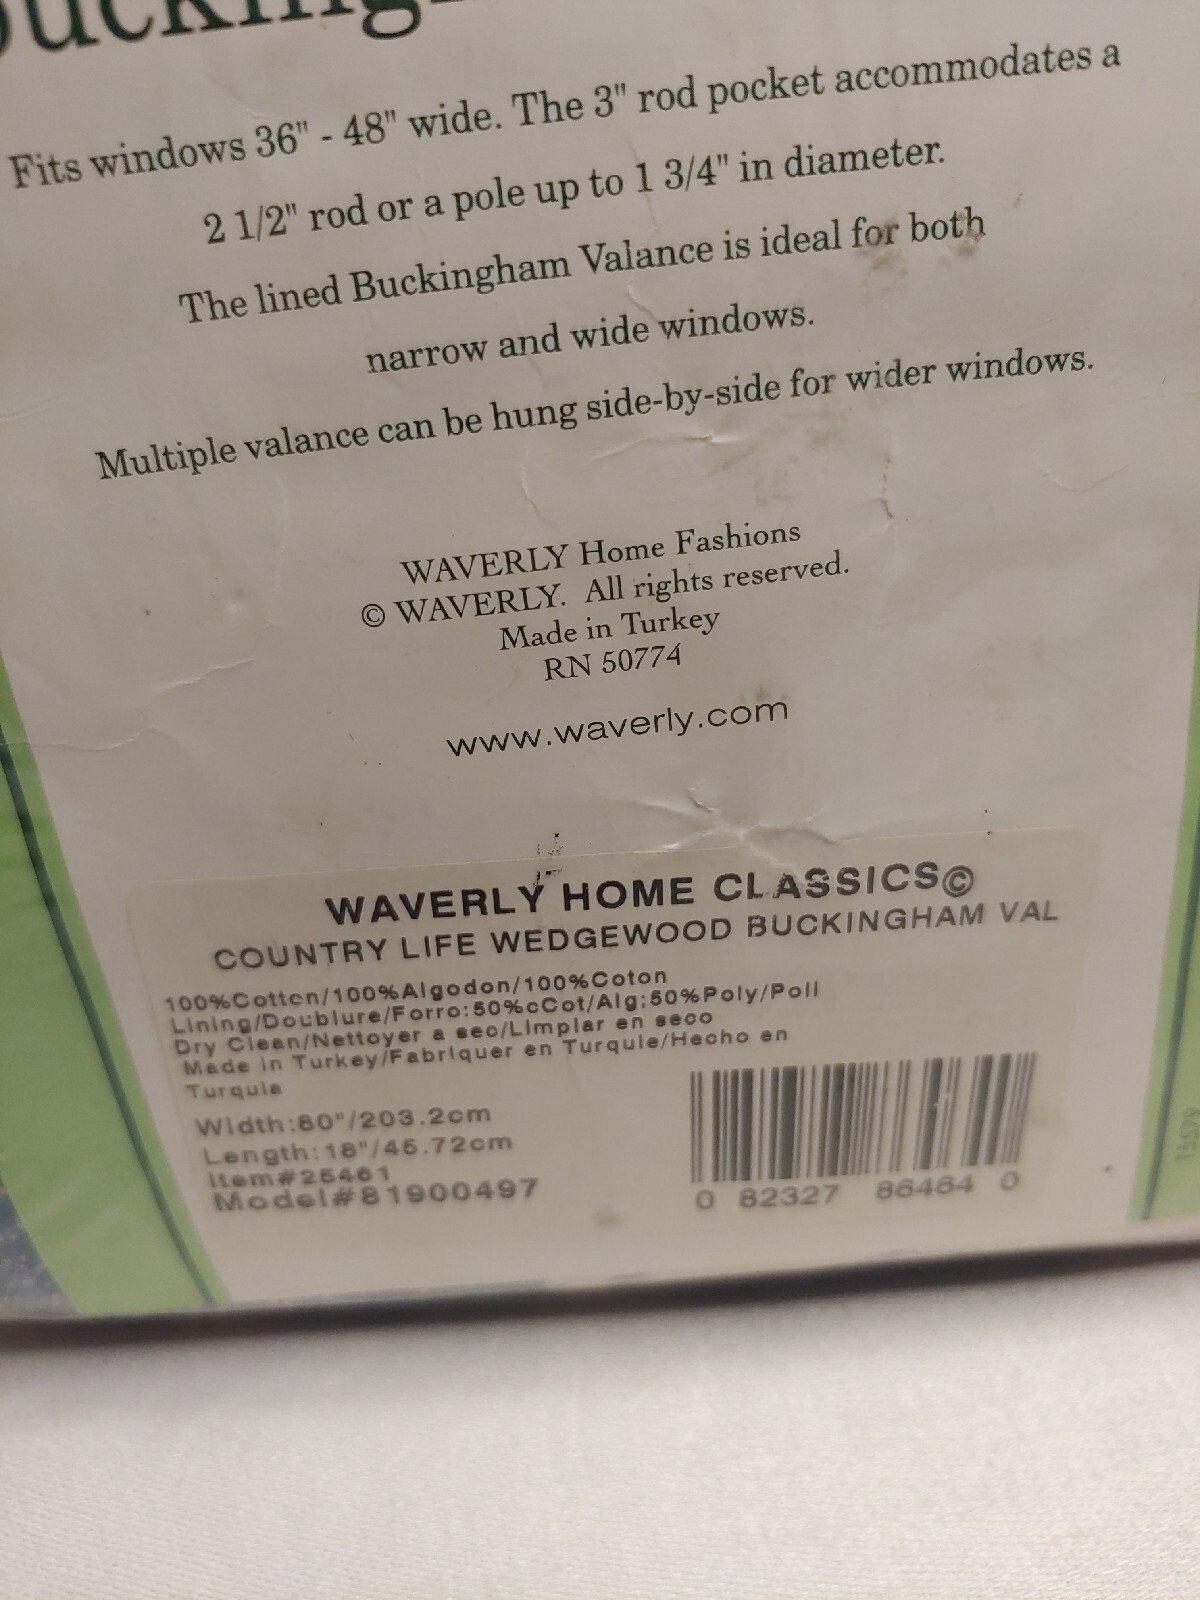 Bucking
Fits windows 36" - 48" wide. The 3" rod pocket accommodates a
2 1/2" rod or a pole up to 1 3/4" in diameter.
The lined Buckingham Valance is ideal for both
narrow and wide windows.
Multiple valance can be hung side-by-side for wider windows.
WAVERLY Home Fashions
© WAVERLY. All rights reserved.
Made in Turkey
RN 50774
www.waverly.com
WAVERLY HOME CLASSICS©
COUNTRY LIFE WEDGEWOOD BUCKINGHAM VAL
100%Cotton/100%Algodon/100%Coton
Lining/Doublure/Forro:50%cCot/Alg;50%Poly/Poli
Dry Clean/Nettoyer a sec/Limpiar en seco
Made in Turkey/Fabriquer en Turquie/Hecho en
Turquia
Width:80"/203.2cm
Length:18"/45.72cm
Item#25461
Model#81900497
0 82327 86464 0